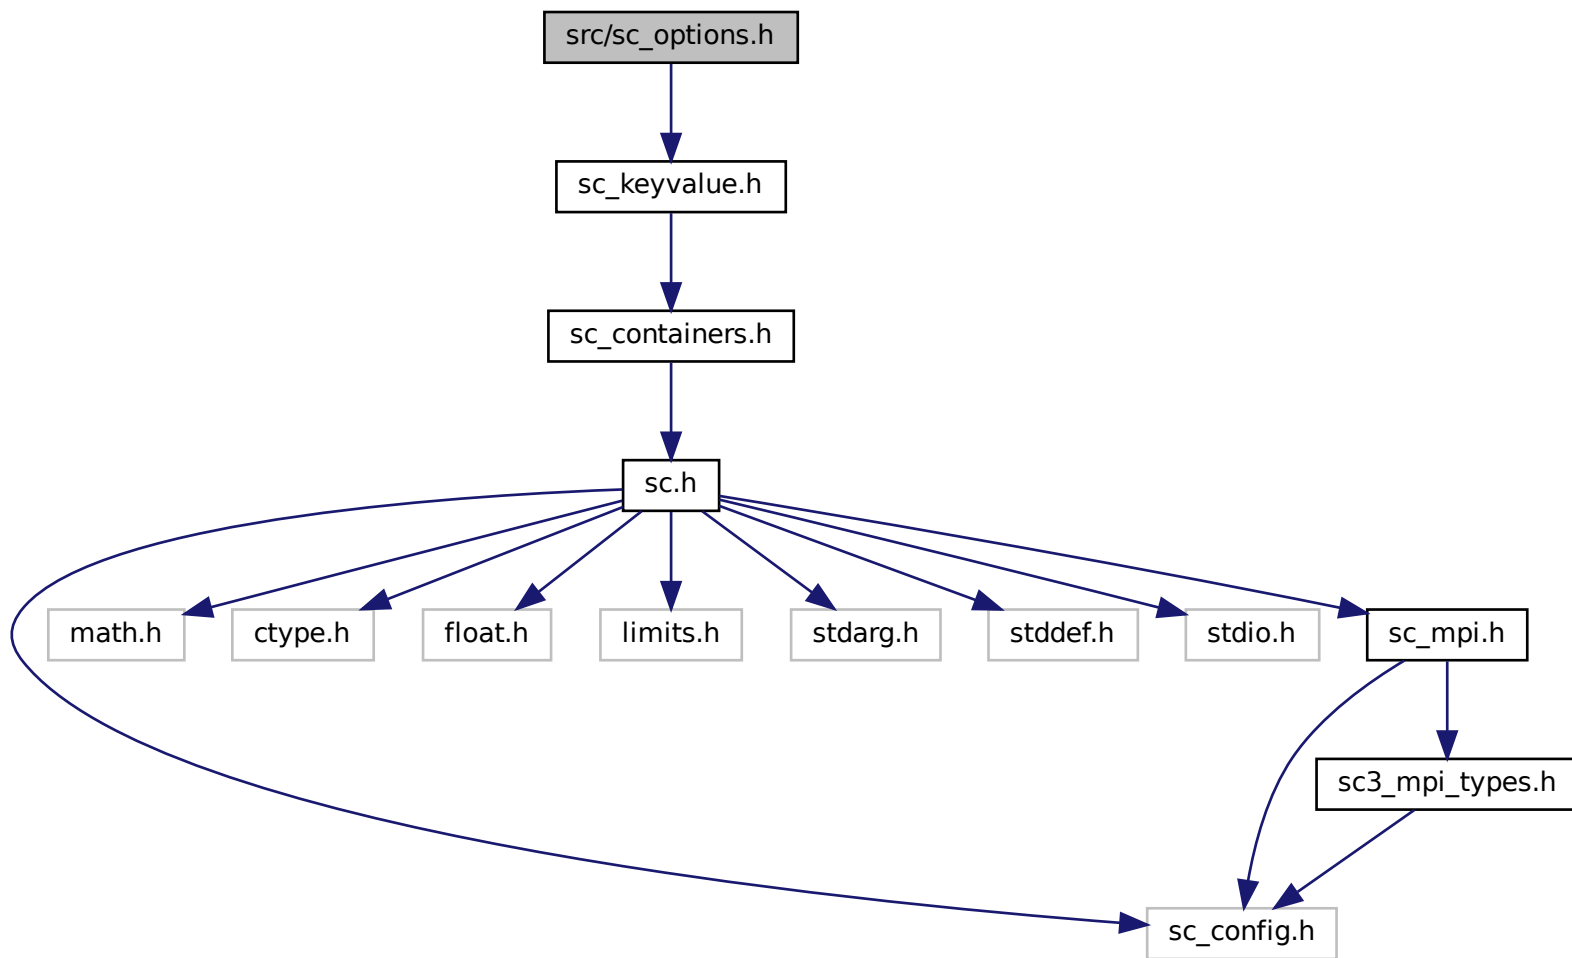 src/sc_options.h
sc_keyvalue.h
sc_containers.h
sc.h
math.h
ctype.h
float.h
limits.h
stdarg.h
stddef.h
stdio.h
sc_mpi.h
sc3_mpi_types.h
sc_config.h